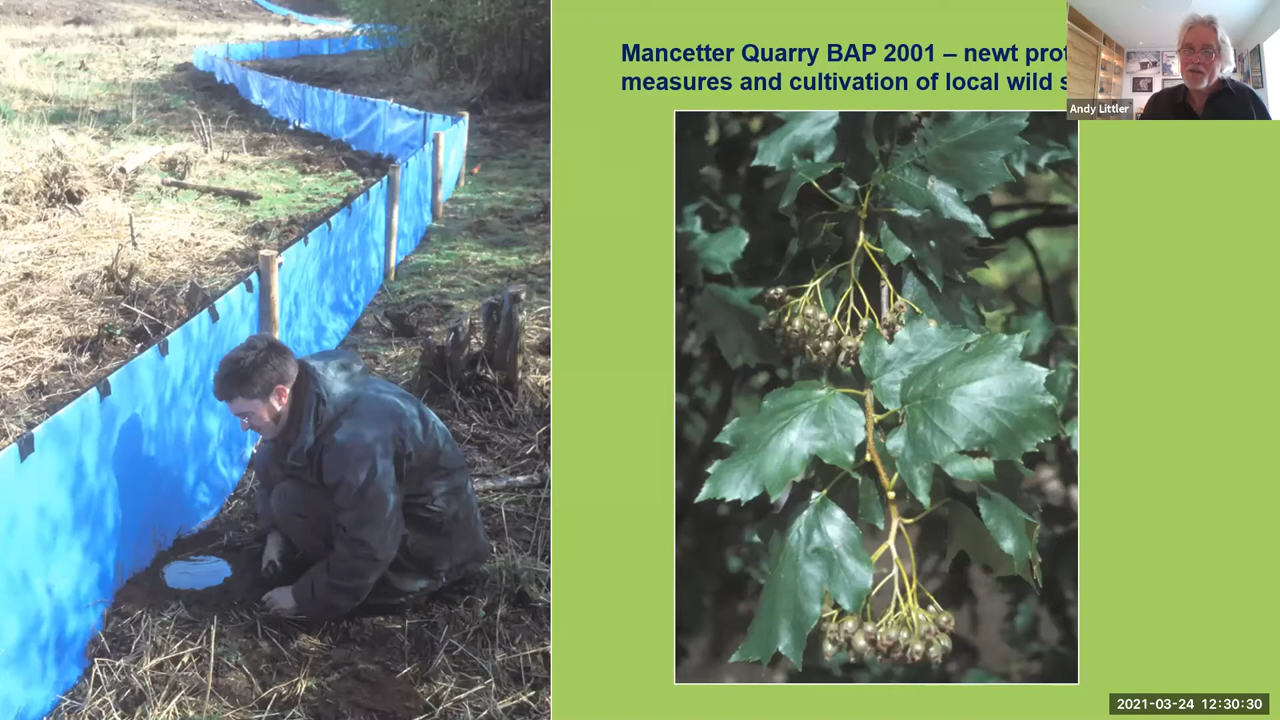 Mancetter Quarry BAP 2001 – newt
measures and cultivation of local wild
Andy Littler
2021-03-24 12:30:30